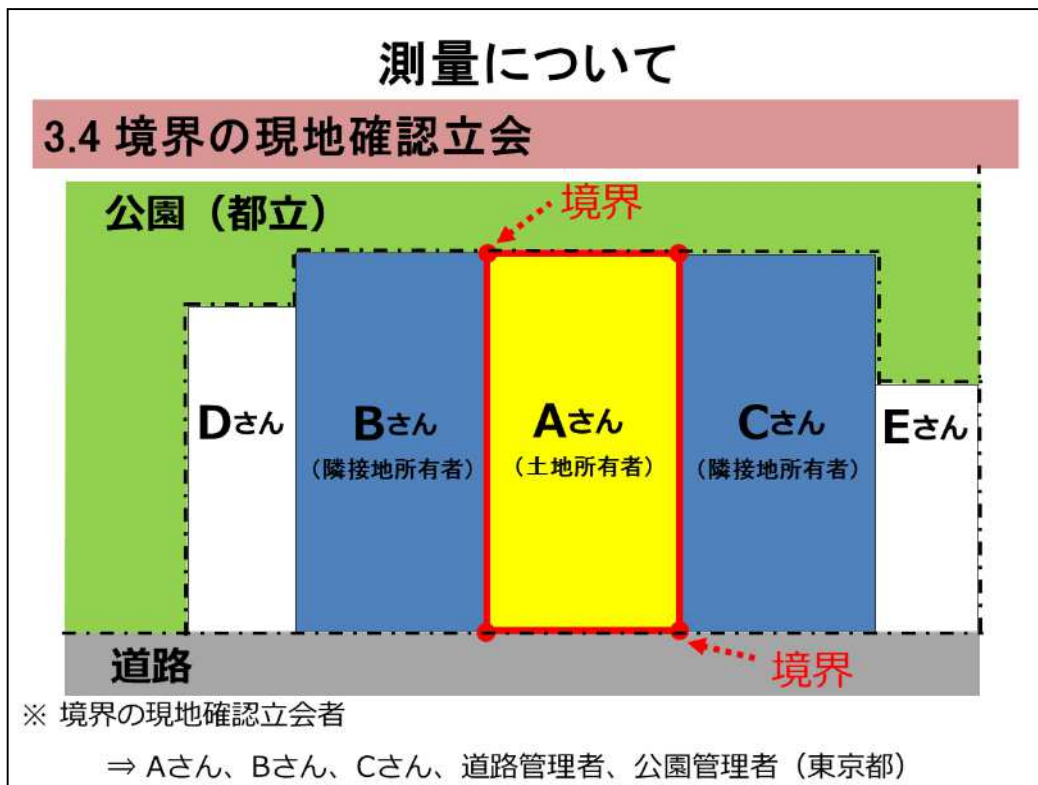 測量について
3.4 境界の現地確認立会
公園（都立）
境界
Dさん
Bさん
（隣接地所有者）
Aさん
（土地所有者）
Cさん
（隣接地所有者）
Eさん
道路
境界
※ 境界の現地確認立会者
⇒ Aさん、Bさん、Cさん、道路管理者、公園管理者（東京都）